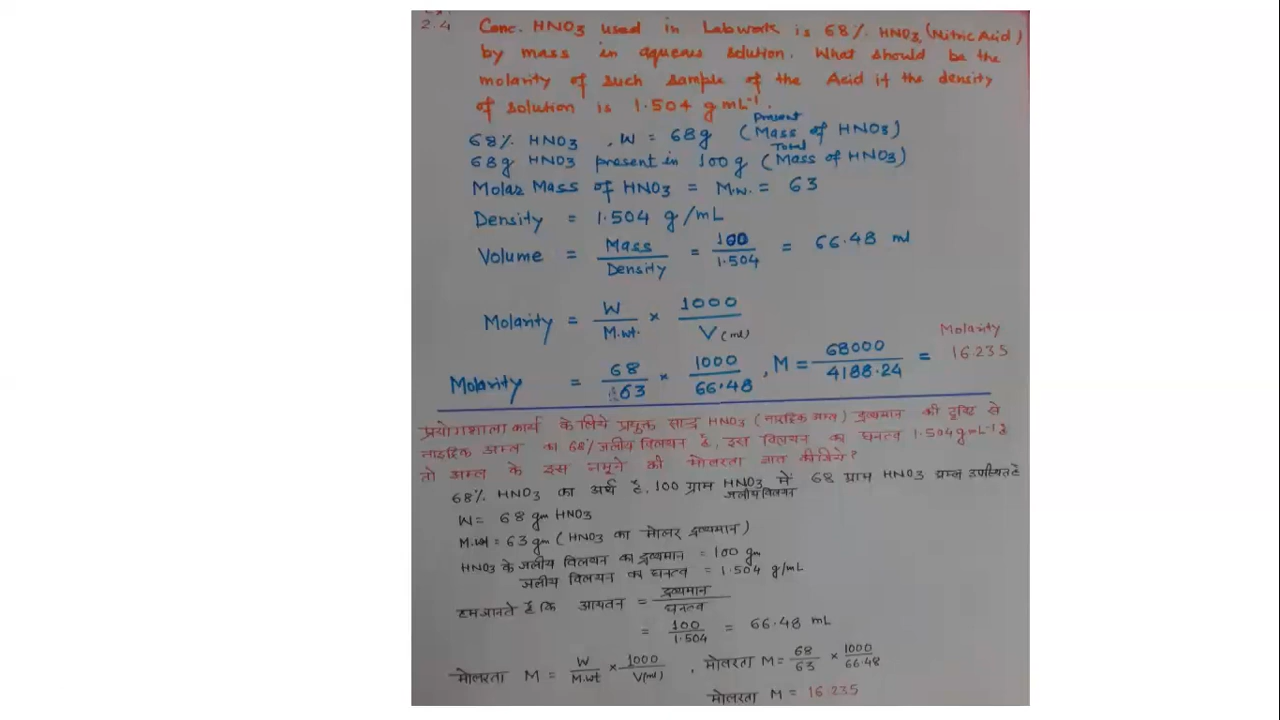 2.4 Conc. HNO3 used in Labwork is 68% HNO3 (Nitric Acid)
by mass in aqueous solution. What should be the
molarity of such sample of the Acid if the density
of solution is 1.504 g mL-1.
68% HNO3 , W = 68g (Present Mass of HNO3)
68g HNO3 present in 100g (Total Mass of HNO3)
Molar Mass of HNO3 = M.W. = 63
Density = 1.504 g/mL
Volume = Mass/Density = 100/1.504 = 66.48 ml
Molarity = W/M.wt. × 1000/V(ml)
Molarity = 68/63 × 1000/66.48 , M = 68000/4188.24 = Molarity 16.235
प्रयोगशाला कार्य के लिये प्रयुक्त सान्द्र HNO3 (नाइट्रिक अम्ल) द्रव्यमान की दृष्टि से
नाइट्रिक अम्ल का 68% जलीय विलयन है, इस विलयन का घनत्व 1.504gmL-1 है
तो अम्ल के इस नमूने की मोलरता ज्ञात कीजिये?
68% HNO3 का अर्थ है, 100 ग्राम HNO3 में 68 ग्राम HNO3 अम्ल उपस्थित है
जलीय विलयन
W = 68 gm HNO3
M.wt = 63 gm (HNO3 का मोलर द्रव्यमान)
HNO3 के जलीय विलयन का द्रव्यमान = 100 gm
जलीय विलयन का घनत्व = 1.504 g/mL
हम जानते हैं कि आयतन = द्रव्यमान/घनत्व
= 100/1.504 = 66.48 mL
मोलरता M = W/M.wt × 1000/V(ml) , मोलरता M = 68/63 × 1000/66.48
मोलरता M = 16.235